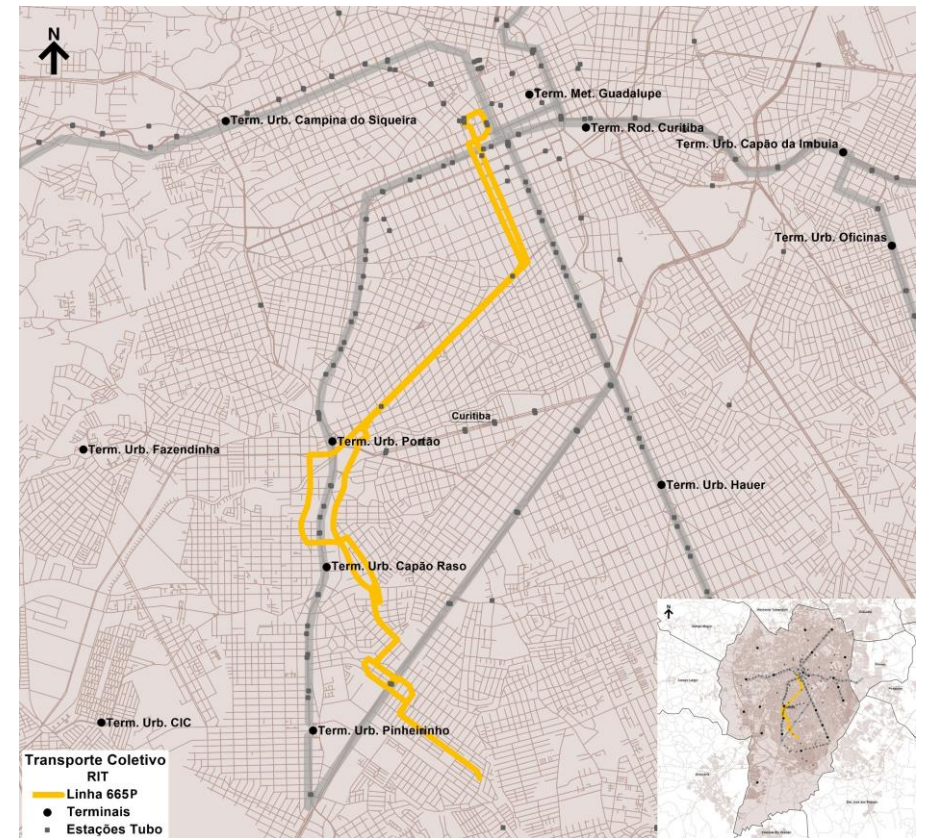 N
Term. Met. Guadalupe
Term. Urb. Campina do Siqueira
Term. Rod. Curitiba
Term. Urb. Capão da Imbuia
Term. Urb. Oficinas
Curitiba
Term. Urb. Portão
Term. Urb. Fazendinha
Term. Urb. Hauer
Term. Urb. Capão Raso
Term. Urb. CIC
Term. Urb. Pinheirinho
Transporte Coletivo
RIT
Linha 665P
Terminais
Estações Tubo
N